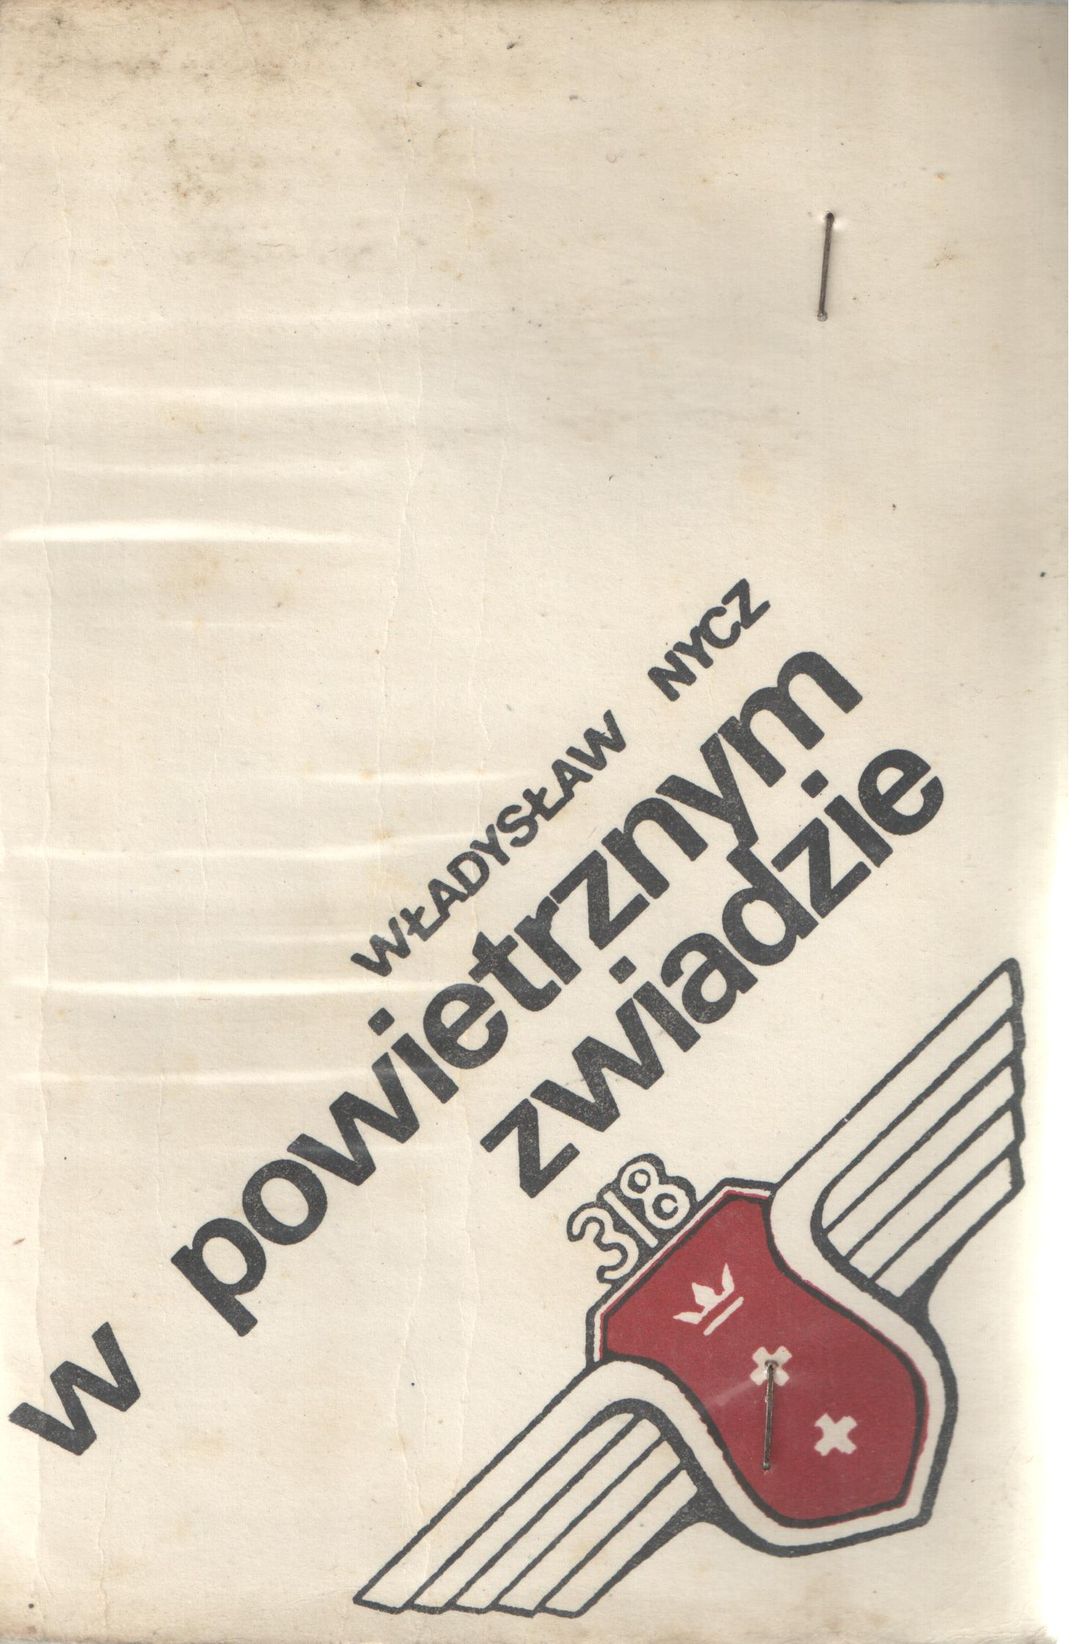 WŁADYSŁAW NYCZ
w powietrznym
zwiadzie
318